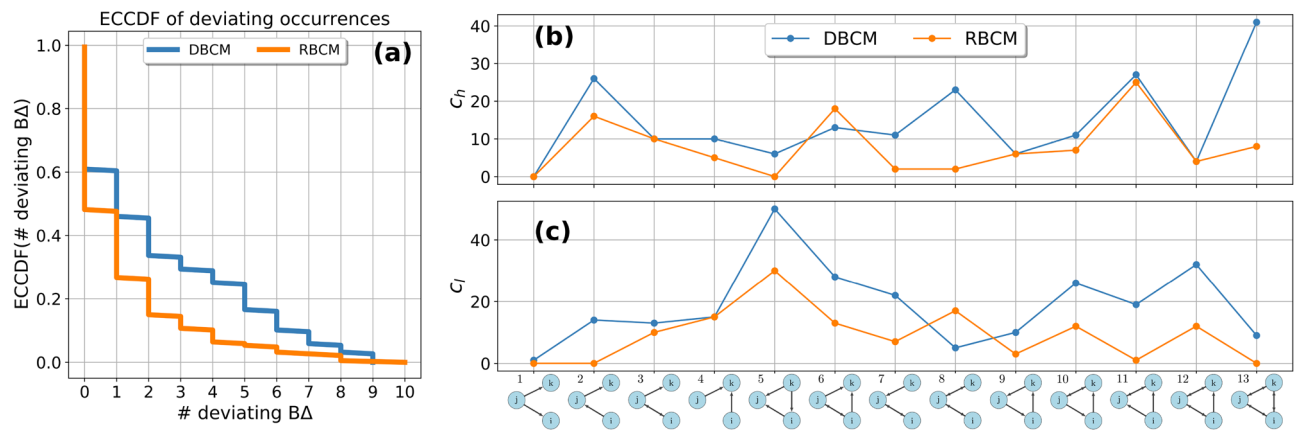 ECCDF of deviating occurrences
DBCM
RBCM
(a)
1.0
0.8
0.6
0.4
0.2
0.0
ECCDF(# deviating BΔ)
0 1 2 3 4 5 6 7 8 9 10
# deviating BΔ
(b)
DBCM
RBCM
40
30
20
10
0
c_h
(c)
40
20
0
c_l
1 2 3 4 5 6 7 8 9 10 11 12 13
k k k k k k k k k k k k k
j j j j j j j j j j j j j
i i i i i i i i i i i i i